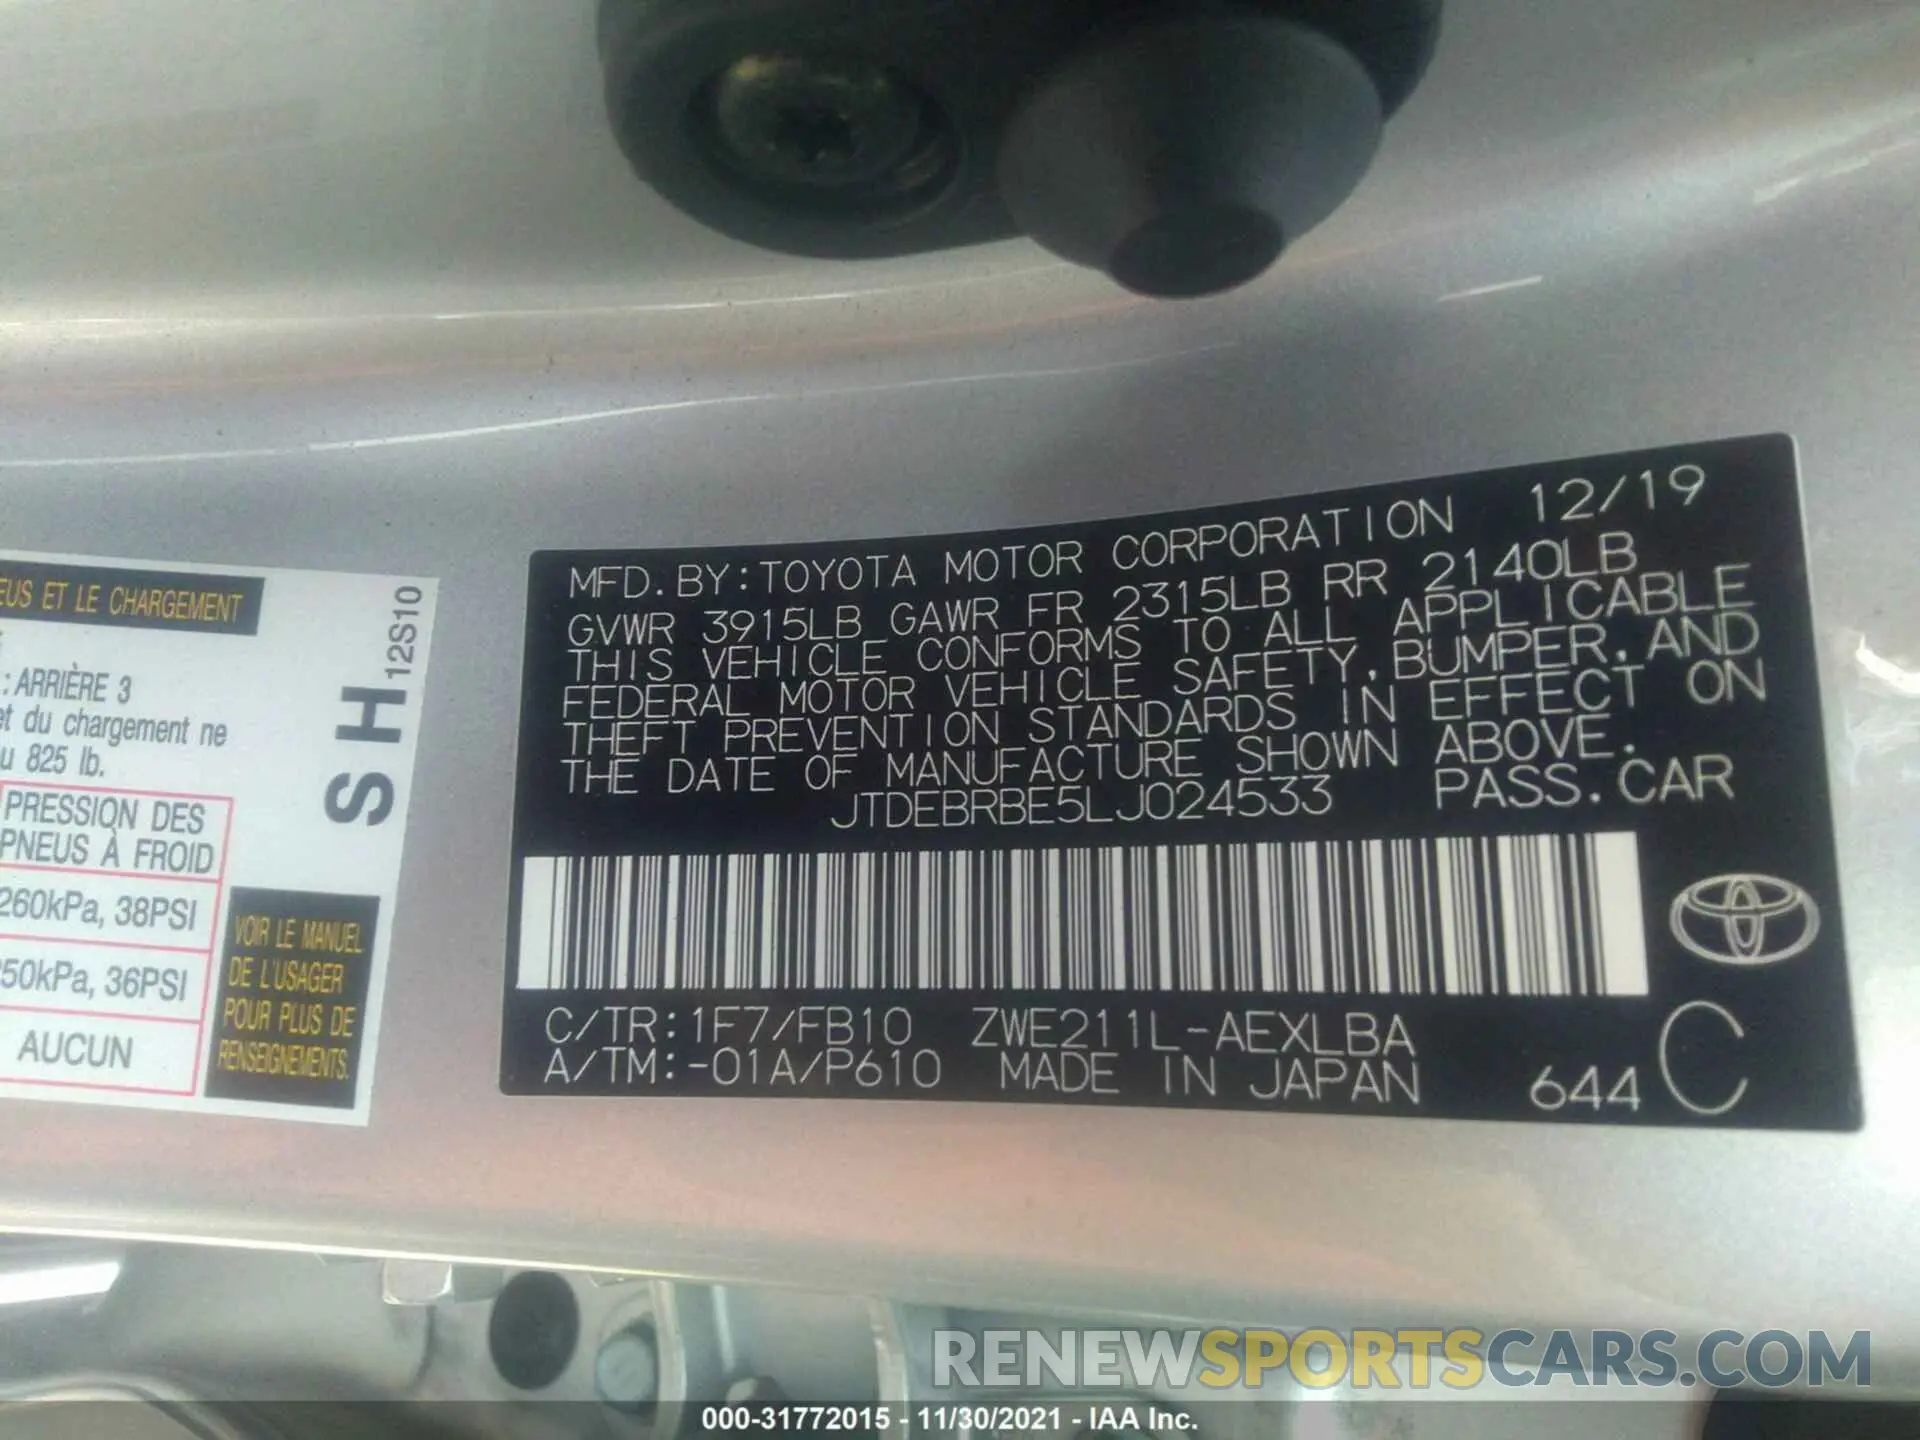 EUS ET LE CHARGEMENT
: ARRIÈRE 3
et du chargement ne
u 825 lb.
PRESSION DES
PNEUS À FROID
260kPa, 38PSI
250kPa, 36PSI
AUCUN
SH
12S10
VOIR LE MANUEL
DE L'USAGER
POUR PLUS DE
RENSEIGNEMENTS.
MFD. BY:TOYOTA MOTOR CORPORATION 12/19
GVWR 3915LB GAWR FR 2315LB RR 2140LB
THIS VEHICLE CONFORMS TO ALL APPLICABLE
FEDERAL MOTOR VEHICLE SAFETY, BUMPER, AND
THEFT PREVENTION STANDARDS IN EFFECT ON
THE DATE OF MANUFACTURE SHOWN ABOVE.
JTDEBRBE5LJ024533 PASS. CAR
C/TR:1F7/FB10 ZWE211L-AEXLBA
A/TM:-01A/P610 MADE IN JAPAN 644 C
RENEWSPORTSCARS.COM
000-31772015 - 11/30/2021 - IAA Inc.